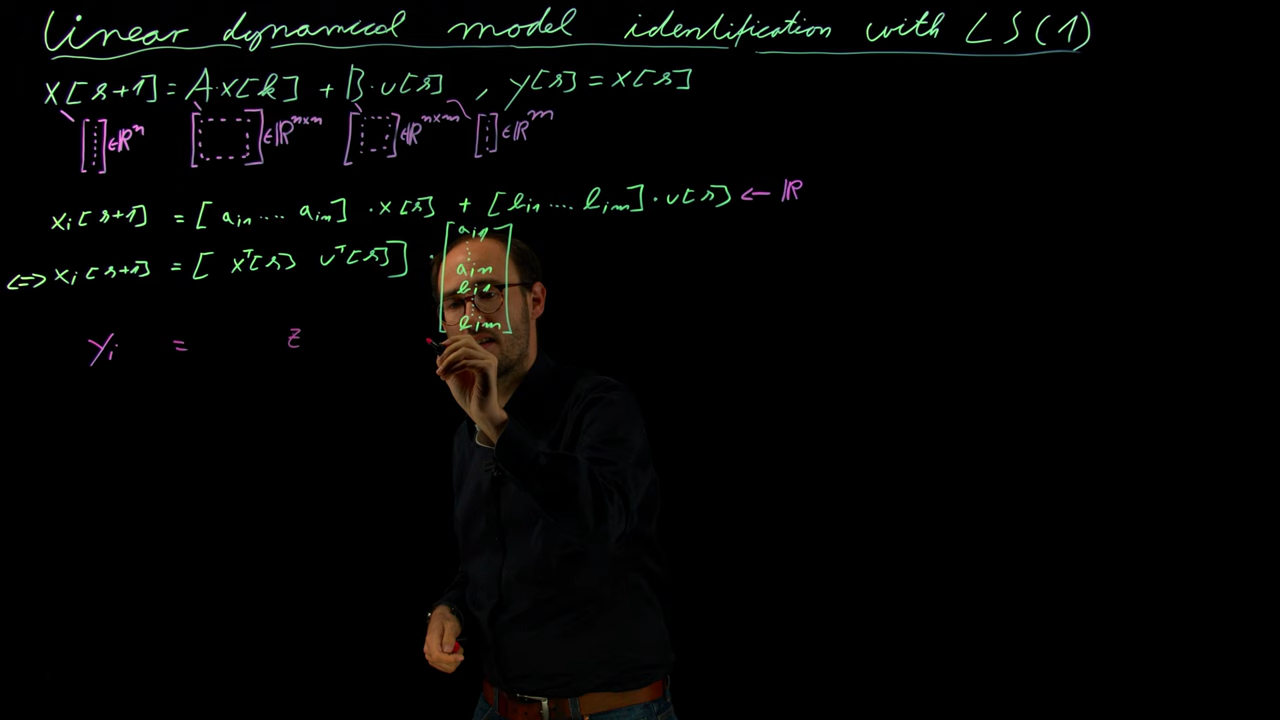 Linear dynamical model identification with LS(1)
x[k+1] = A·x[k] + B·u[k] , y[k] = x[k]
[ ] ∈ ℝⁿ [ ] ∈ ℝⁿˣⁿ [ ] ∈ ℝⁿˣᵐ [ ] ∈ ℝᵐ
xᵢ[k+1] = [aᵢ₁ .... aᵢₙ] · x[k] + [bᵢ₁ .... bᵢₘ] · u[k] ← ℝ
⇔ xᵢ[k+1] = [xᵀ[k] uᵀ[k]] · [aᵢ₁ ⋮ aᵢₙ bᵢ₁ ⋮ bᵢₘ]
yᵢ = z